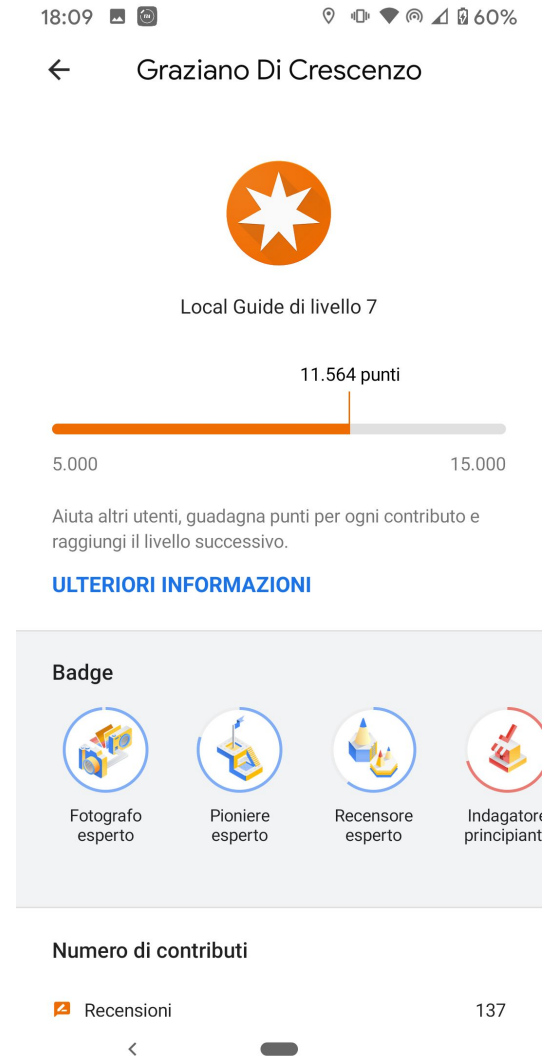 18:09 60%
Graziano Di Crescenzo
Local Guide di livello 7
11.564 punti
5.000 15.000
Aiuta altri utenti, guadagna punti per ogni contributo e
raggiungi il livello successivo.
ULTERIORI INFORMAZIONI
Badge
Fotografo
esperto
Pioniere
esperto
Recensore
esperto
Indagatore
principiant
Numero di contributi
Recensioni 137